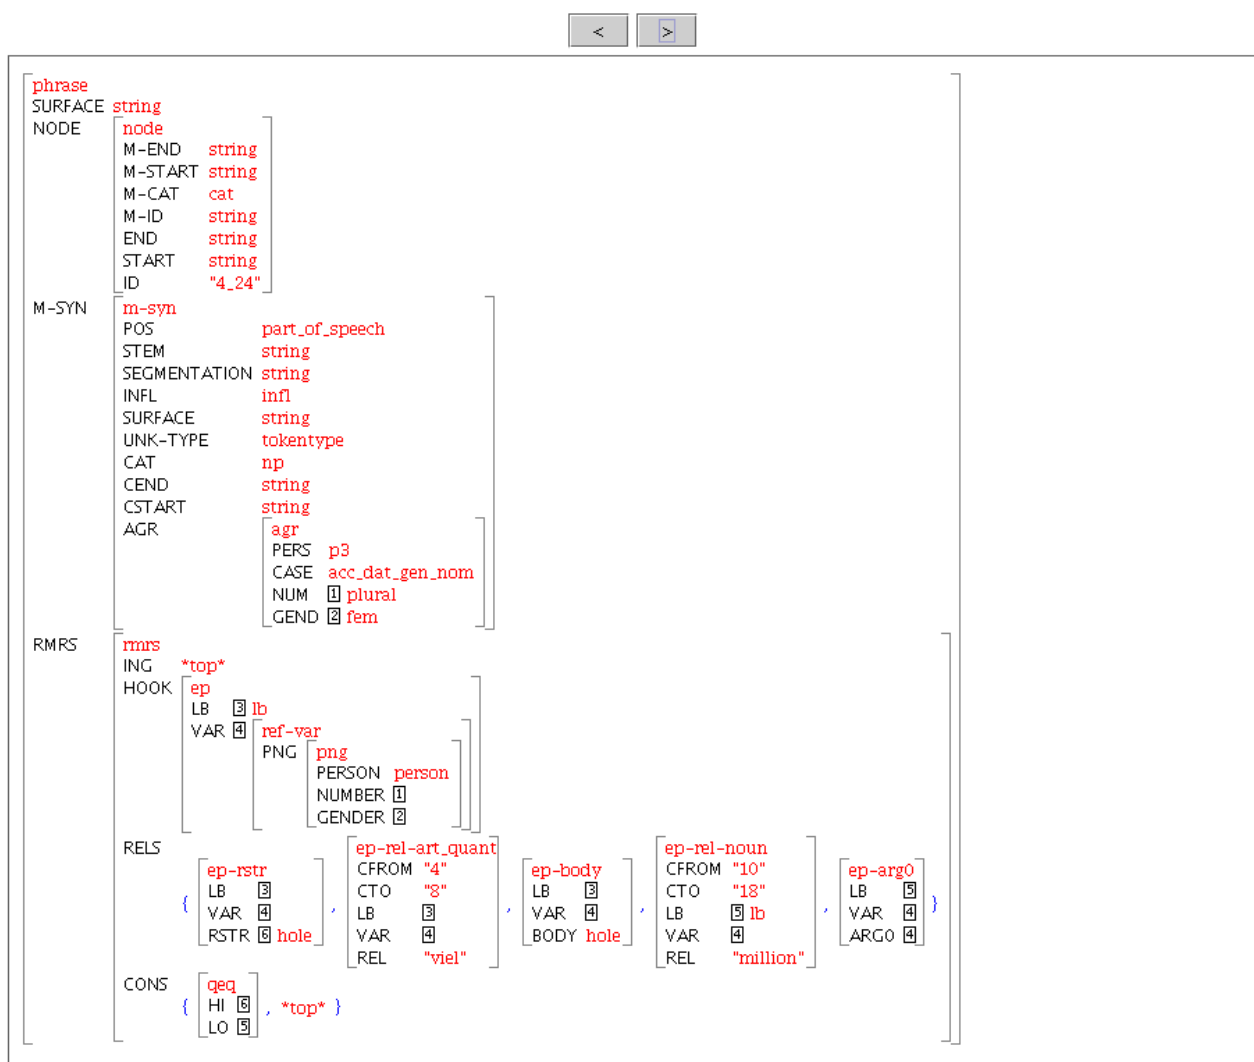 < >
phrase
SURFACE string
NODE node
M-END string
M-START string
M-CAT cat
M-ID string
END string
START string
ID "4_24"
M-SYN m-syn
POS part_of_speech
STEM string
SEGMENTATION string
INFL infl
SURFACE string
UNK-TYPE tokentype
CAT np
CEND string
CSTART string
AGR agr
PERS p3
CASE acc_dat_gen_nom
NUM 1 plural
GEND 2 fem
RMRS rmrs
ING *top*
HOOK ep
LB 3 lb
VAR 4 ref-var
PNG png
PERSON person
NUMBER 1
GENDER 2
RELS ep-rel-art_quant ep-rel-noun
ep-rstr CFROM "4" ep-body CFROM "10" ep-arg0
LB 3 CTO "8" LB 3 CTO "18" LB 5
{ VAR 4 , LB 3 , VAR 4 , LB 5 lb , VAR 4 }
RSTR 6 hole VAR 4 BODY hole VAR 4 ARG0 4
REL "viel" REL "million"
CONS qeq
{ HI 6 , *top* }
LO 5